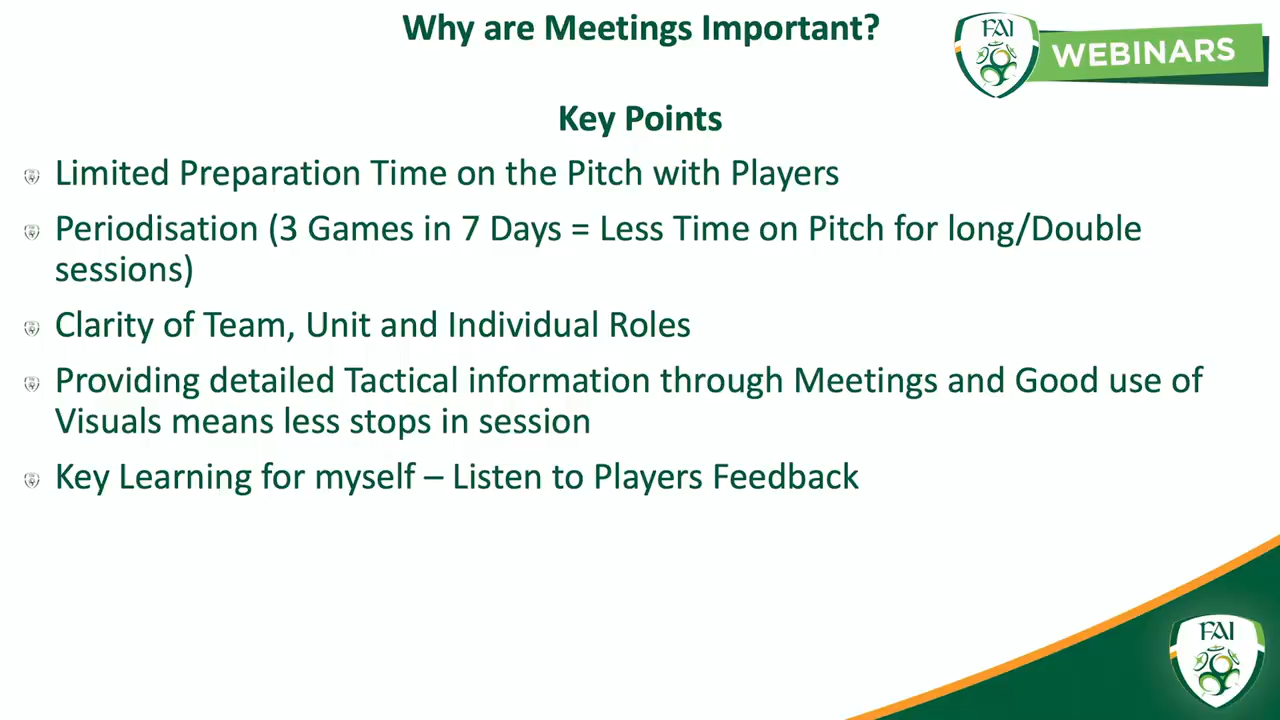 Why are Meetings Important?
FAI
WEBINARS
Key Points
Limited Preparation Time on the Pitch with Players
Periodisation (3 Games in 7 Days = Less Time on Pitch for long/Double
sessions)
Clarity of Team, Unit and Individual Roles
Providing detailed Tactical information through Meetings and Good use of
Visuals means less stops in session
Key Learning for myself – Listen to Players Feedback
FAI